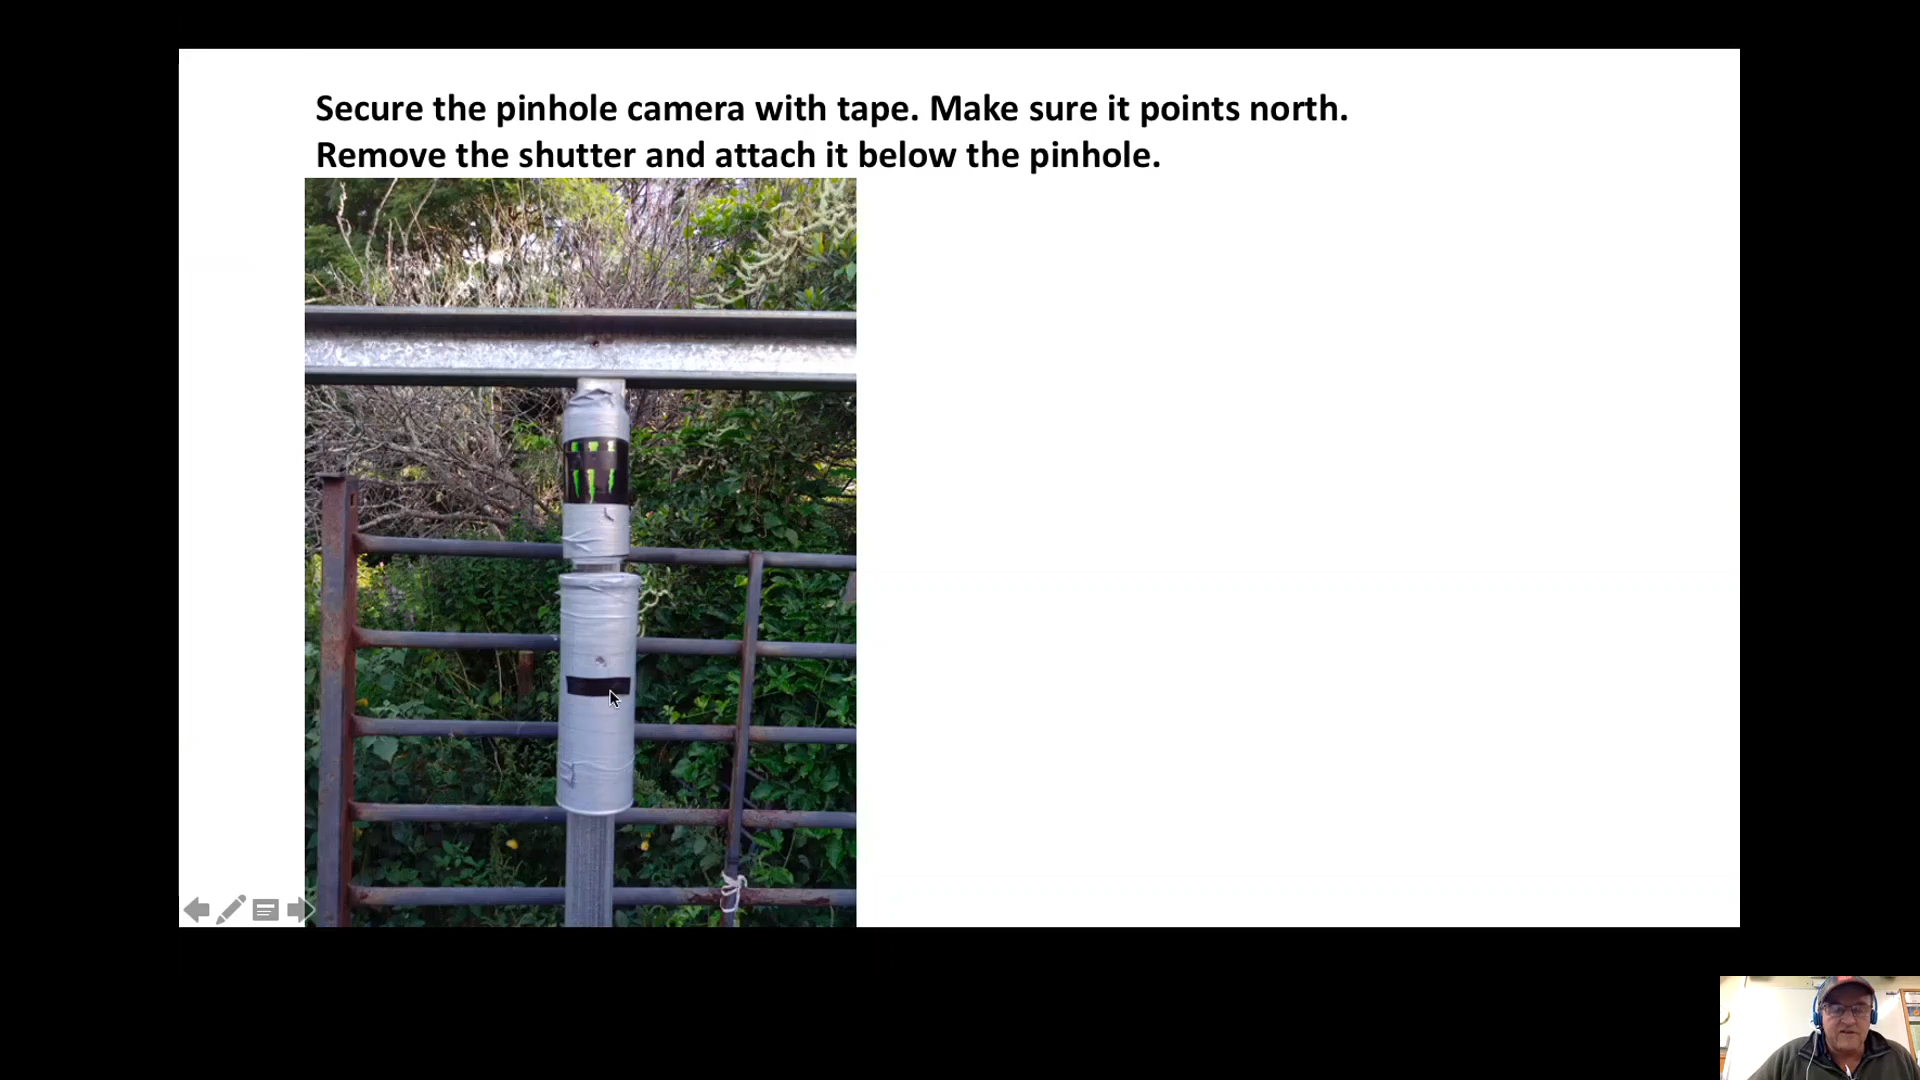 Secure the pinhole camera with tape. Make sure it points north.
Remove the shutter and attach it below the pinhole.